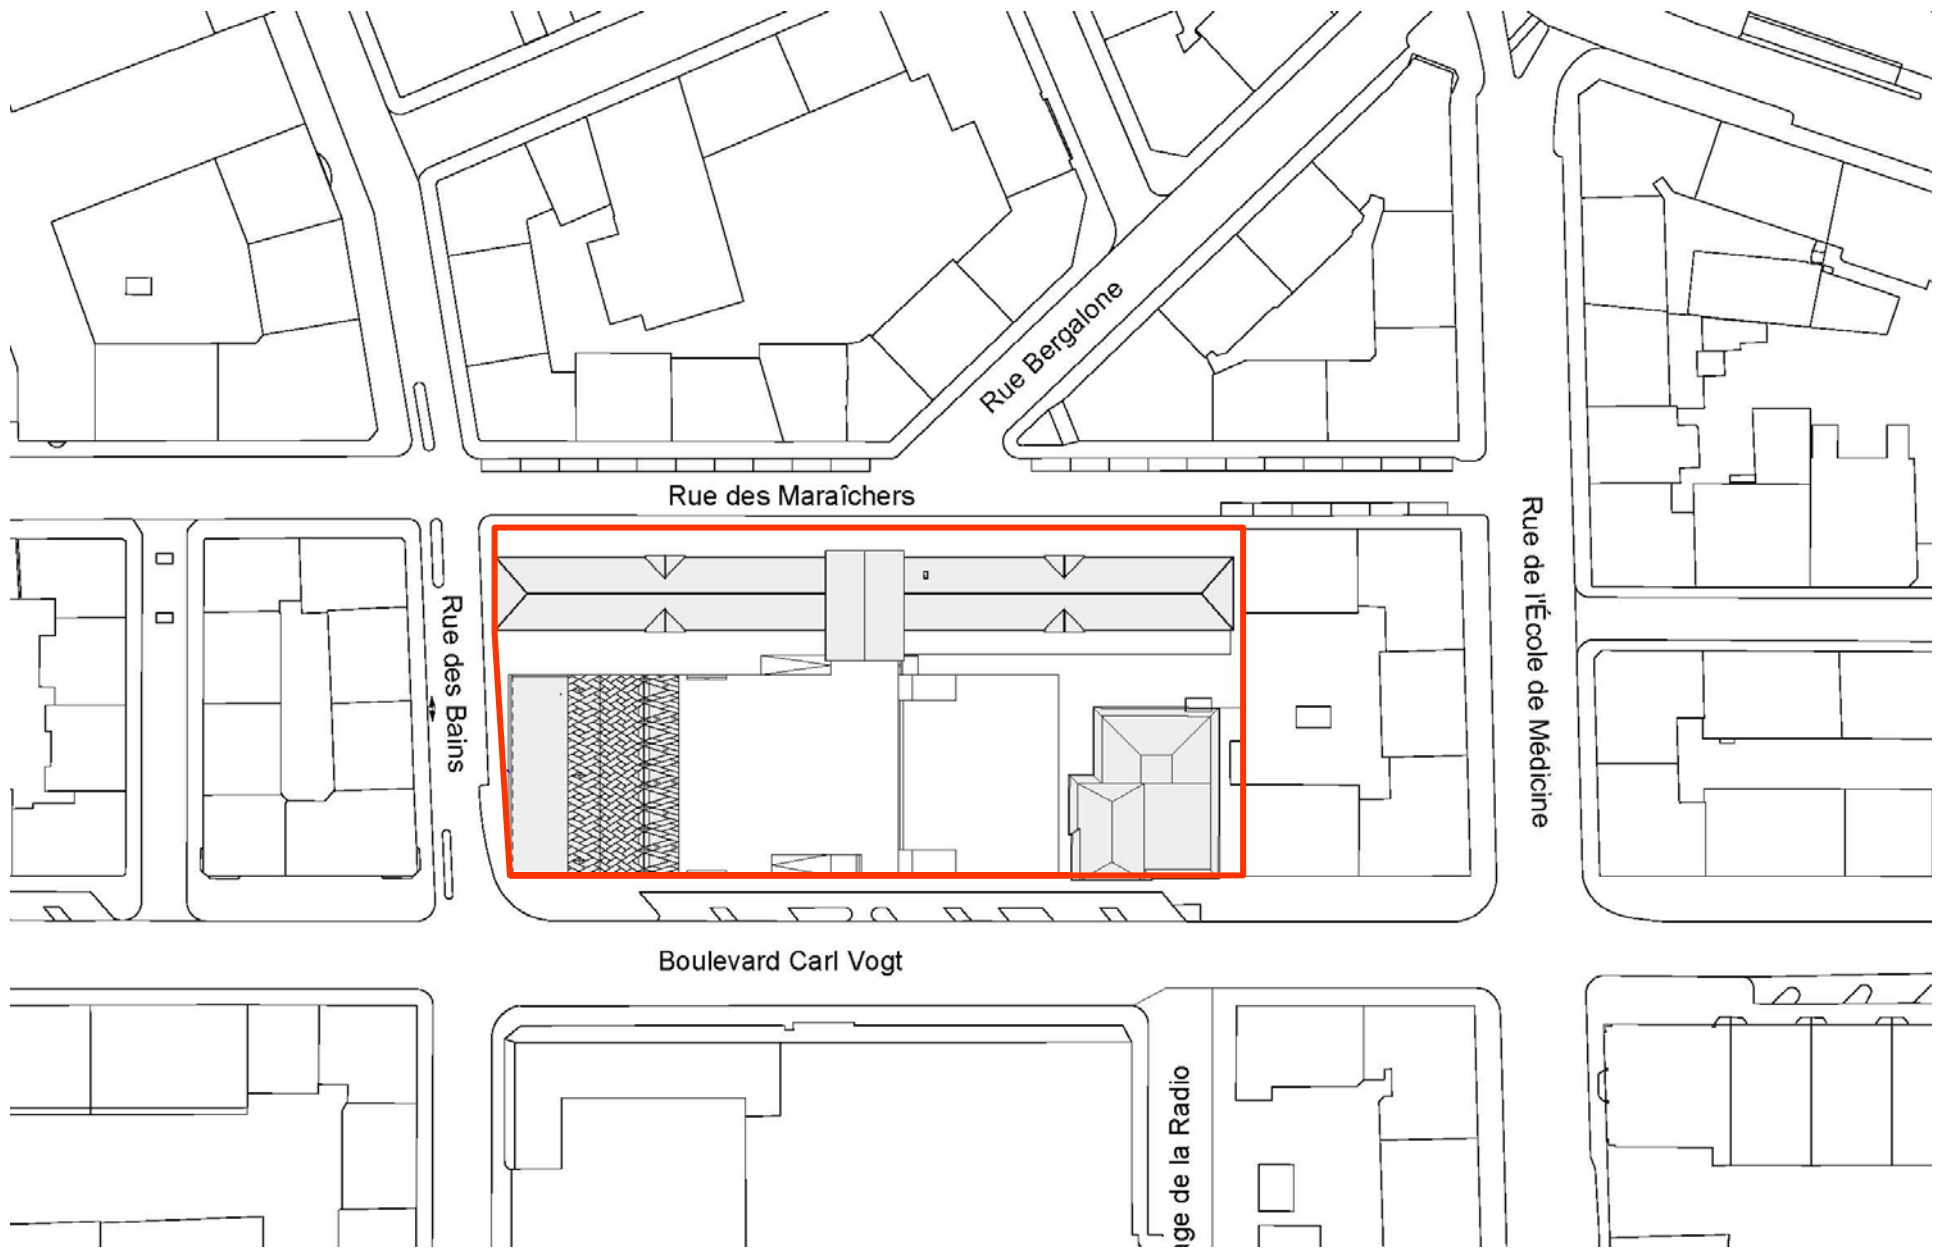 Rue Bergalone
Rue des Maraîchers
Rue des Bains
Rue de l'École de Médicine
Boulevard Carl Vogt
age de la Radio